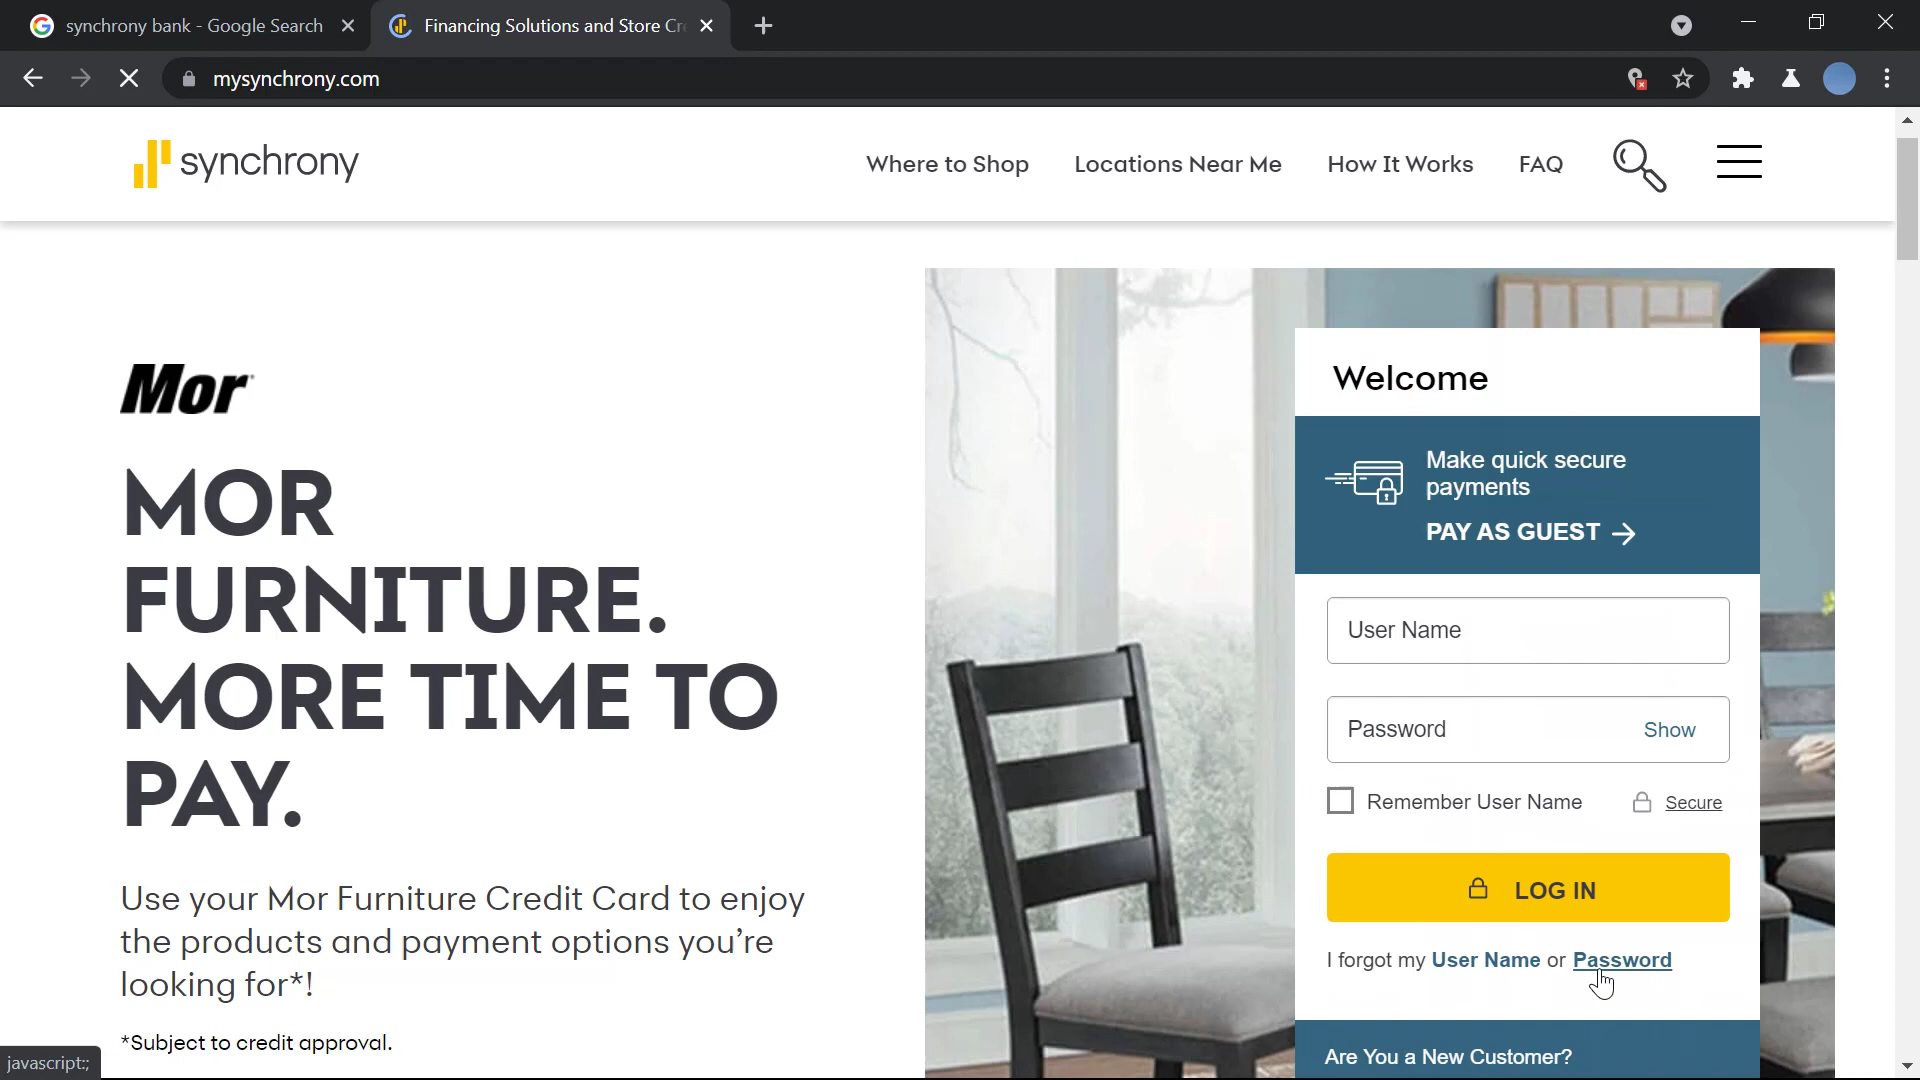 synchrony bank - Google Search
Financing Solutions and Store Cr
mysynchrony.com
synchrony
Where to Shop
Locations Near Me
How It Works
FAQ
Mor
MOR
FURNITURE.
MORE TIME TO
PAY.
Use your Mor Furniture Credit Card to enjoy
the products and payment options you're
looking for*!
*Subject to credit approval.
Welcome
Make quick secure
payments
PAY AS GUEST
User Name
Password Show
Remember User Name Secure
LOG IN
I forgot my User Name or Password
Are You a New Customer?
javascript:;